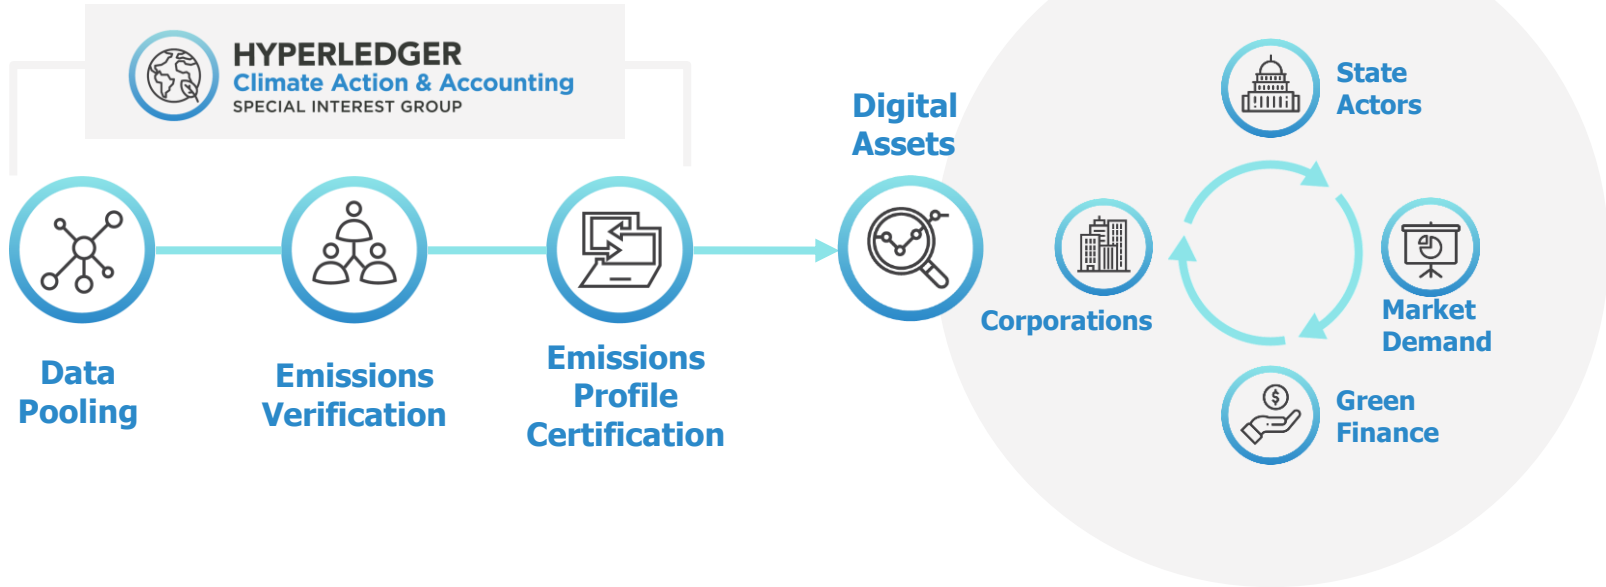 HYPERLEDGER
Climate Action & Accounting
SPECIAL INTEREST GROUP
Data
Pooling
Emissions
Verification
Emissions
Profile
Certification
Digital
Assets
State
Actors
Corporations
Market
Demand
$
Green
Finance